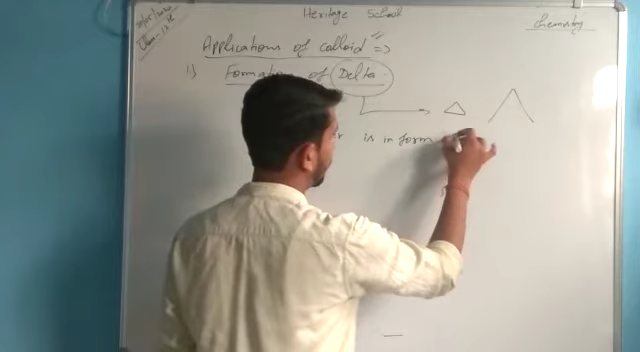 Heritage School
Chemistry
Applications of Colloid =>
1) Formation of Delta
is in form